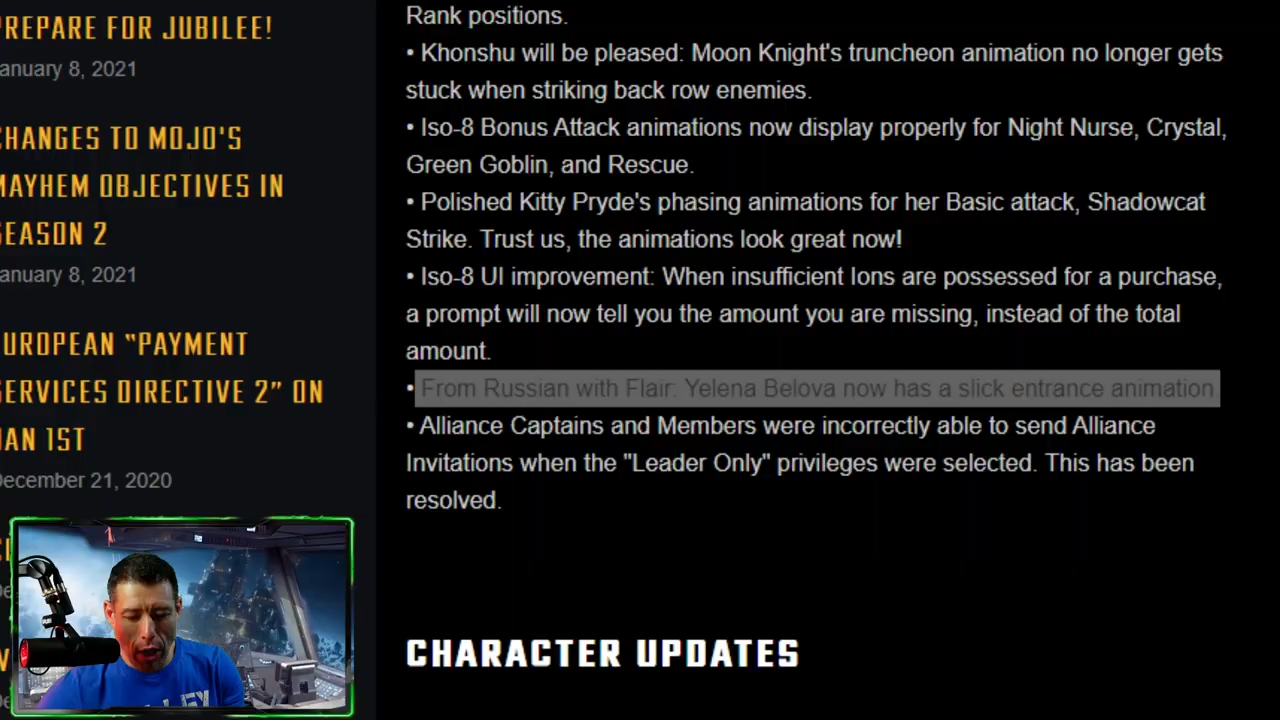 PREPARE FOR JUBILEE!
anuary 8, 2021
CHANGES TO MOJO'S
MAYHEM OBJECTIVES IN
SEASON 2
anuary 8, 2021
EUROPEAN “PAYMENT
SERVICES DIRECTIVE 2” ON
JAN 1ST
December 21, 2020
Rank positions.
• Khonshu will be pleased: Moon Knight's truncheon animation no longer gets
stuck when striking back row enemies.
• Iso-8 Bonus Attack animations now display properly for Night Nurse, Crystal,
Green Goblin, and Rescue.
• Polished Kitty Pryde's phasing animations for her Basic attack, Shadowcat
Strike. Trust us, the animations look great now!
• Iso-8 UI improvement: When insufficient Ions are possessed for a purchase,
a prompt will now tell you the amount you are missing, instead of the total
amount.
• From Russian with Flair: Yelena Belova now has a slick entrance animation
• Alliance Captains and Members were incorrectly able to send Alliance
Invitations when the "Leader Only" privileges were selected. This has been
resolved.
CHARACTER UPDATES